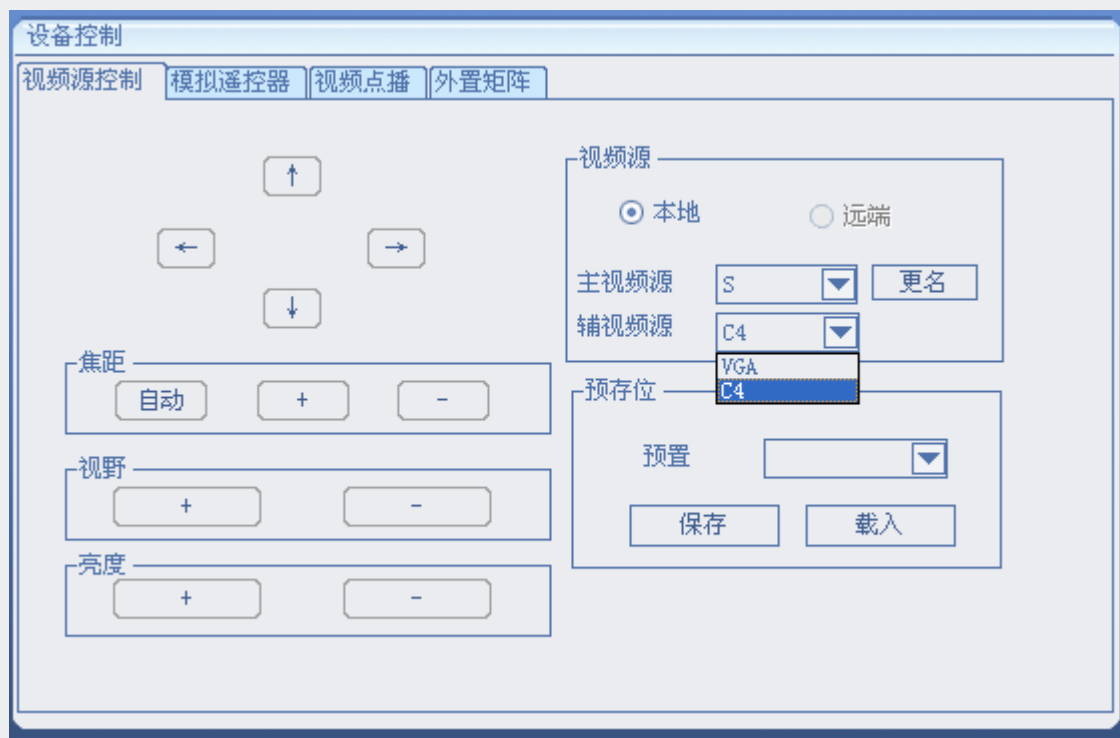 设备控制
视频源控制 模拟遥控器 视频点播 外置矩阵
↑
← →
↓
焦距
自动 + -
视野
+ -
亮度
+ -
视频源
本地 远端
主视频源 S 更名
辅视频源 C4
VGA
C4
预存位
预置
保存 载入